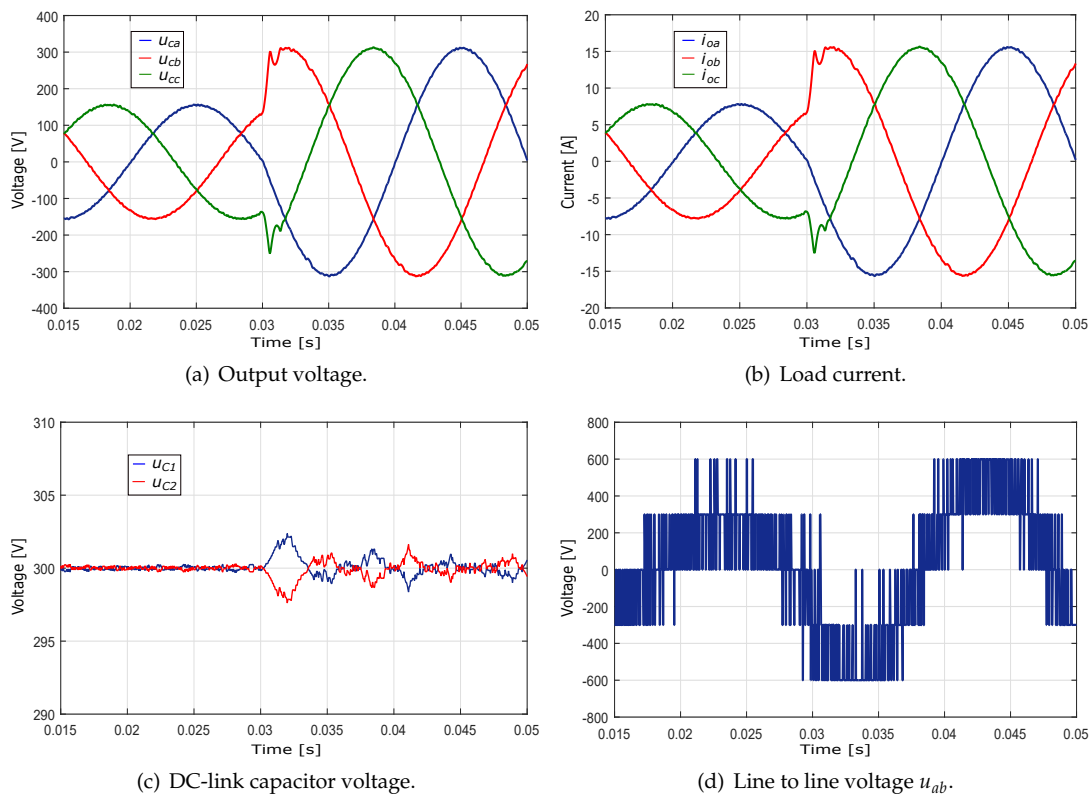 400
300
200
100
0
-100
-200
-300
-400
Voltage [V]
u_ca
u_cb
u_cc
0.015 0.02 0.025 0.03 0.035 0.04 0.045 0.05
Time [s]
(a) Output voltage.
20
15
10
5
0
-5
-10
-15
-20
Current [A]
i_oa
i_ob
i_oc
0.015 0.02 0.025 0.03 0.035 0.04 0.045 0.05
Time [s]
(b) Load current.
310
305
300
295
290
Voltage [V]
u_C1
u_C2
0.015 0.02 0.025 0.03 0.035 0.04 0.045 0.05
Time [s]
(c) DC-link capacitor voltage.
800
600
400
200
0
-200
-400
-600
-800
Voltage [V]
0.015 0.02 0.025 0.03 0.035 0.04 0.045 0.05
Time [s]
(d) Line to line voltage u_ab.